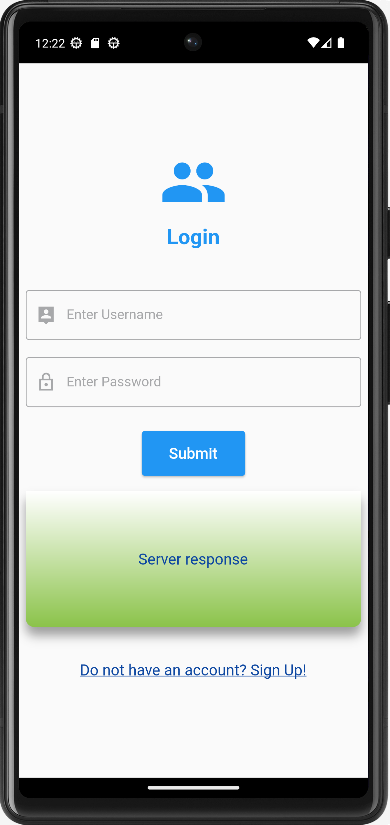 12:22
Login
Enter Username
Enter Password
Submit
Server response
Do not have an account? Sign Up!